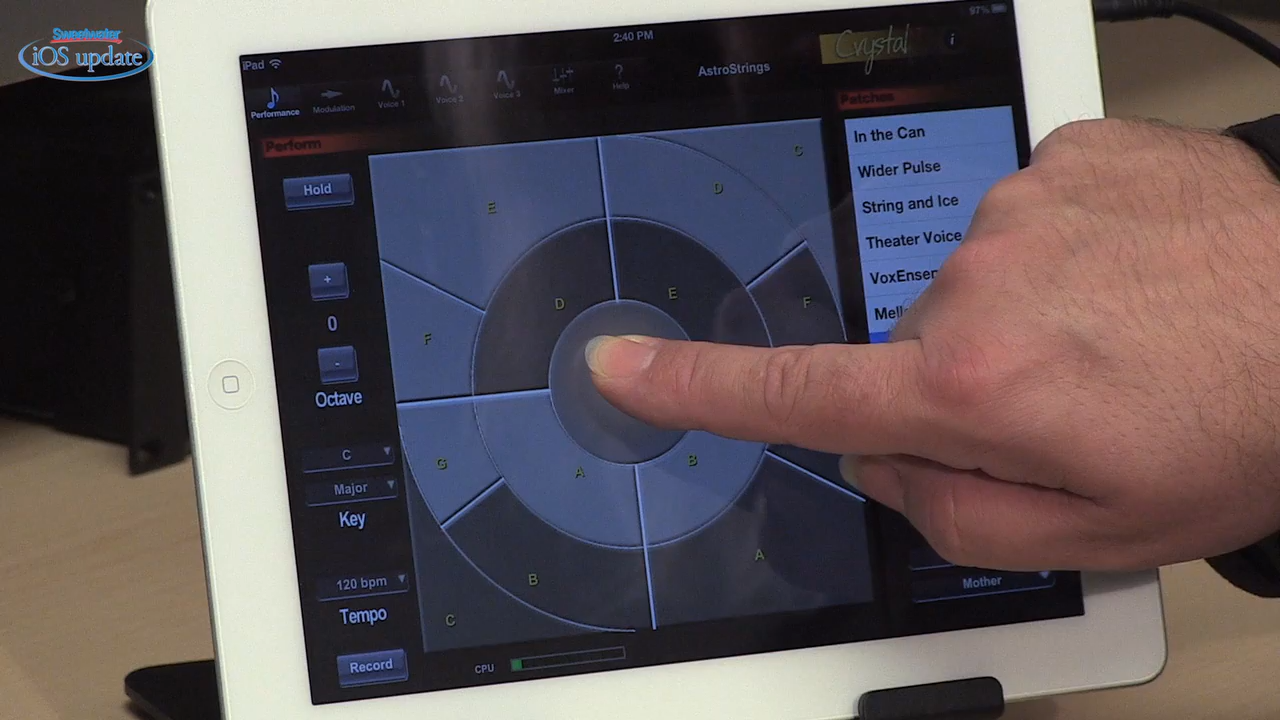 Sweetwater
iOS update
iPad
2:40 PM
97%
Performance
Modulation
Voice 1
Voice 2
Voice 3
Mixer
Help
AstroStrings
Crystal
i
Perform
Patches
Hold
+
0
-
Octave
C
Major
Key
120 bpm
Tempo
Record
CPU
E
D
C
D
E
F
F
G
A
B
B
A
C
In the Can
Wider Pulse
String and Ice
Theater Voice
Mother